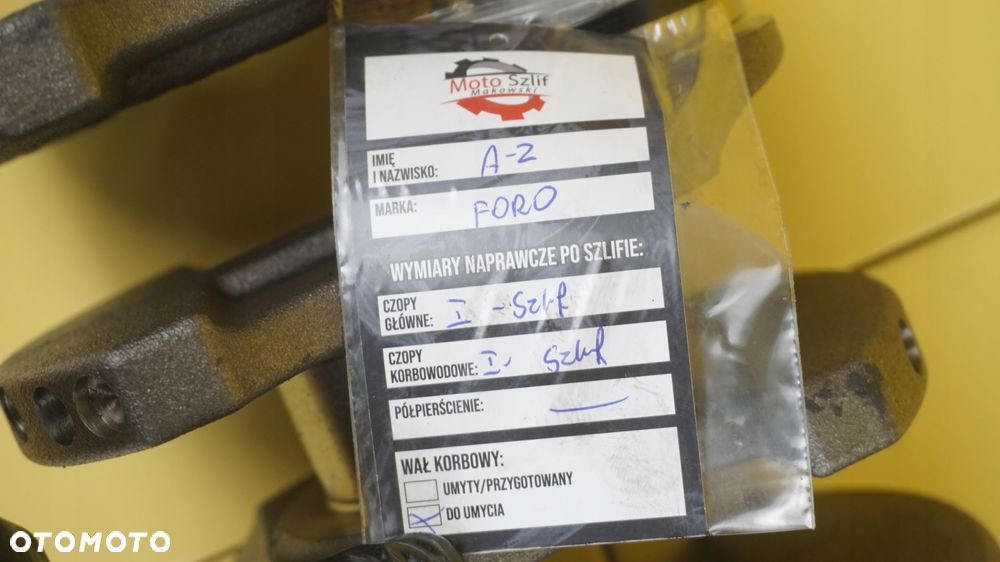 Moto Szlif
Makowski
IMIĘ
I NAZWISKO: A-Z
MARKA: FORD
WYMIARY NAPRAWCZE PO SZLIFIE:
CZOPY
GŁÓWNE: I - Szlif
CZOPY
KORBOWODOWE: I. Szlif
PÓŁPIERŚCIENIE: —
WAŁ KORBOWY:
UMYTY/PRZYGOTOWANY
X DO UMYCIA
OTOMOTO